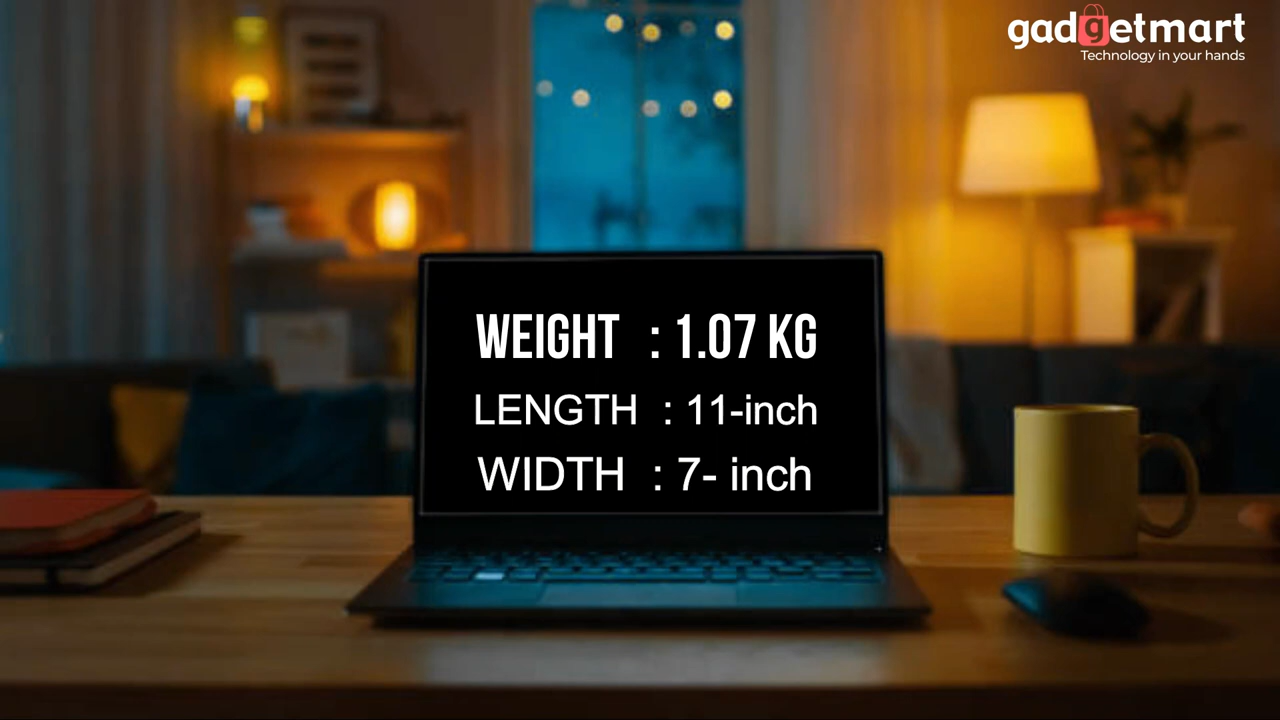 gadgetmart
Technology in your hands
WEIGHT : 1.07 KG
LENGTH : 11-inch
WIDTH : 7- inch